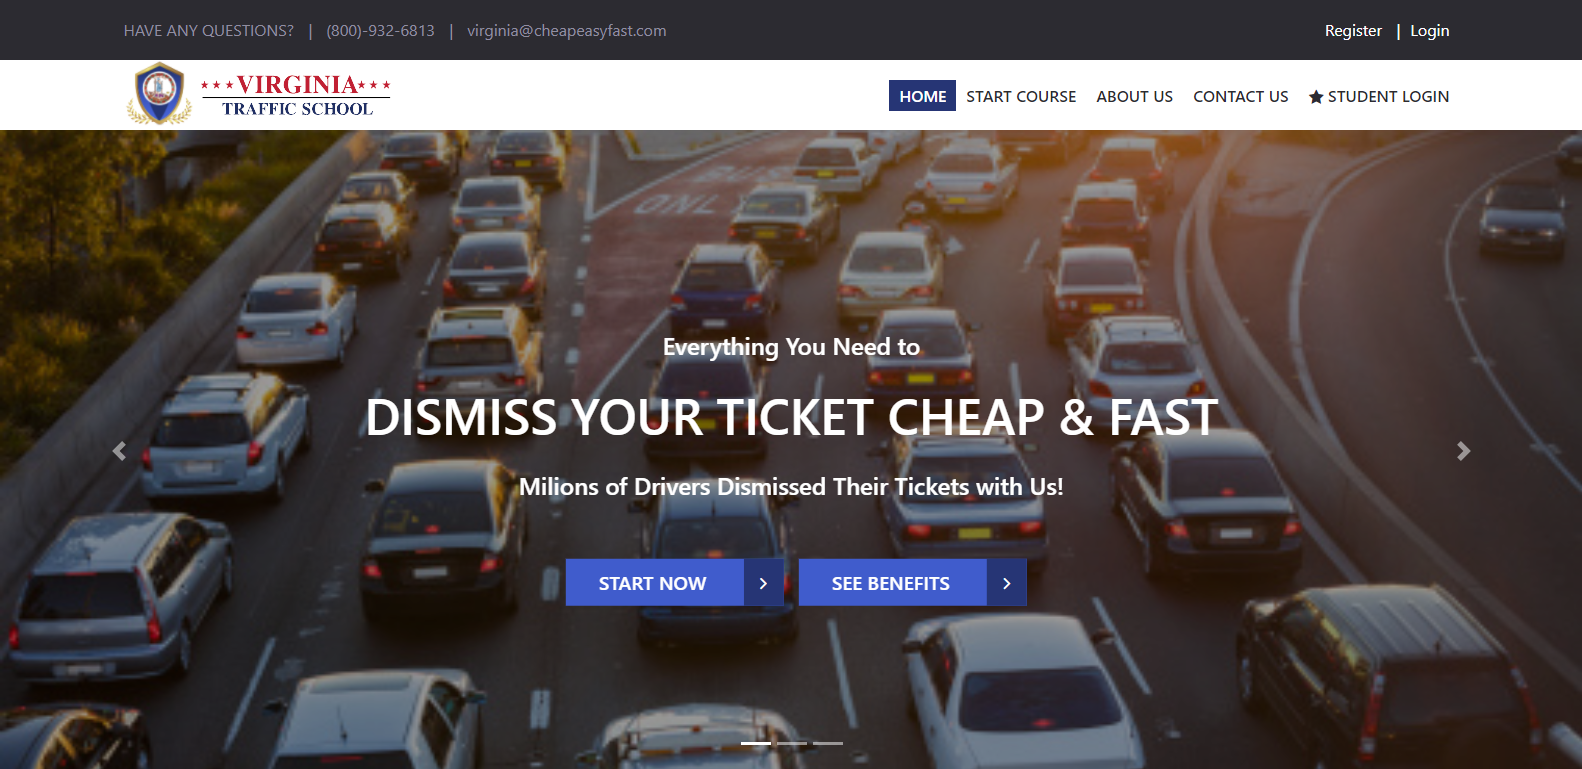 HAVE ANY QUESTIONS? | (800)-932-6813 | virginia@cheapeasyfast.com
Register | Login
VIRGINIA
TRAFFIC SCHOOL
HOME START COURSE ABOUT US CONTACT US STUDENT LOGIN
ONL
Everything You Need to
DISMISS YOUR TICKET CHEAP & FAST
Milions of Drivers Dismissed Their Tickets with Us!
START NOW SEE BENEFITS